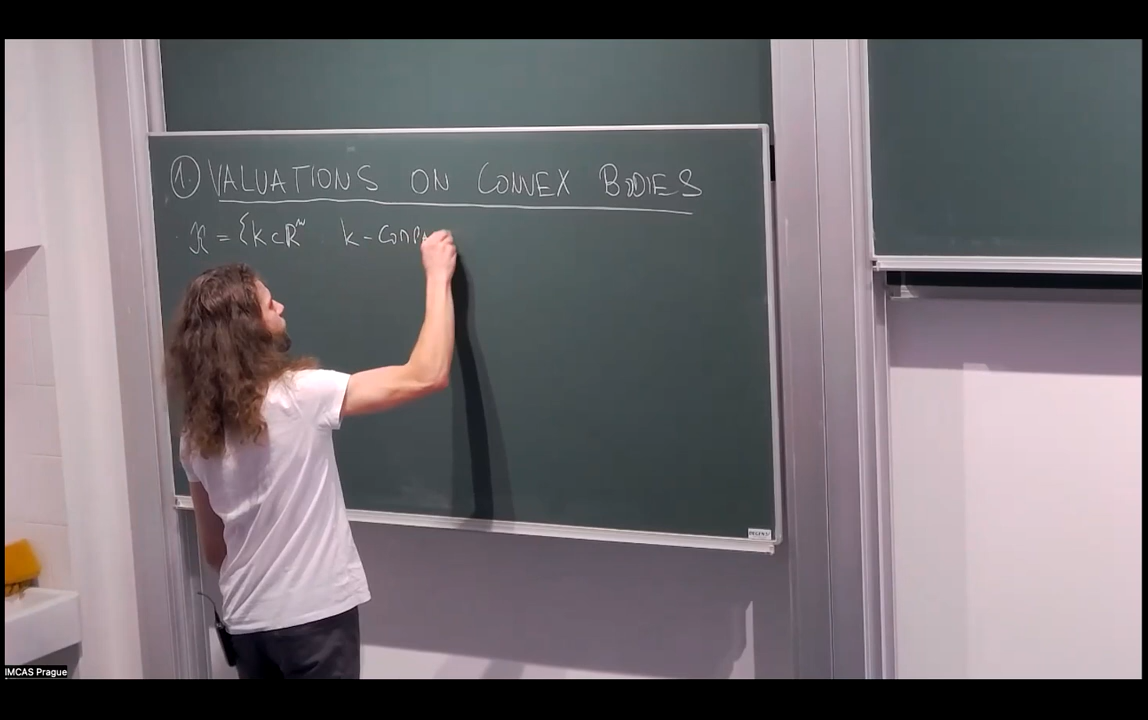 1. VALUATIONS ON CONVEX BODIES
𝒦 = {K ⊂ ℝⁿ K - COMPA
IMCAS Prague